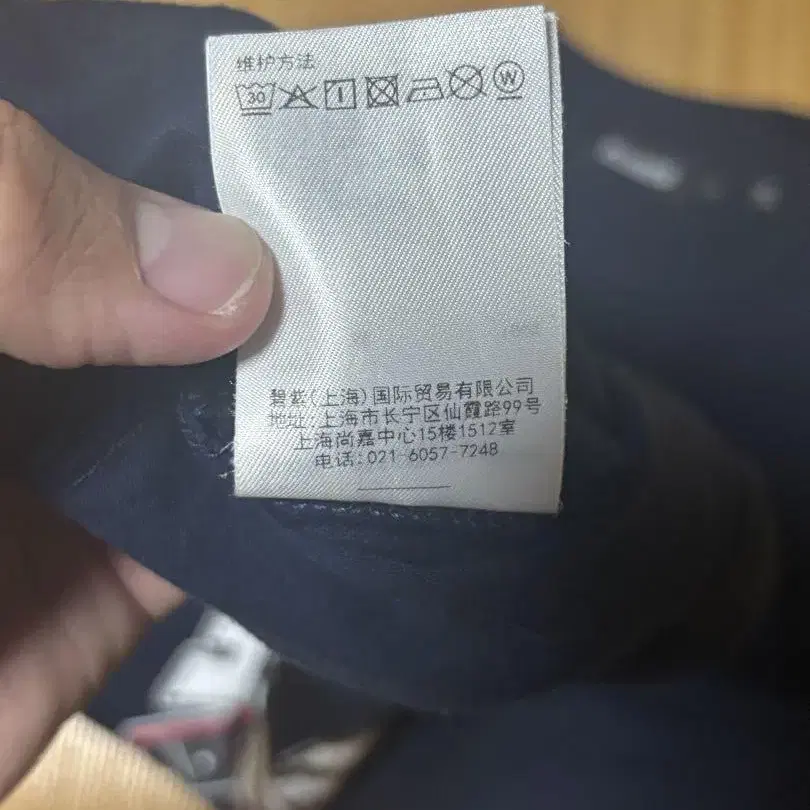 维护方法
30 W
碧莚(上海)国际贸易有限公司
地址:上海市长宁区仙霞路99号
上海尚嘉中心15楼1512室
电话:021-6057-7248